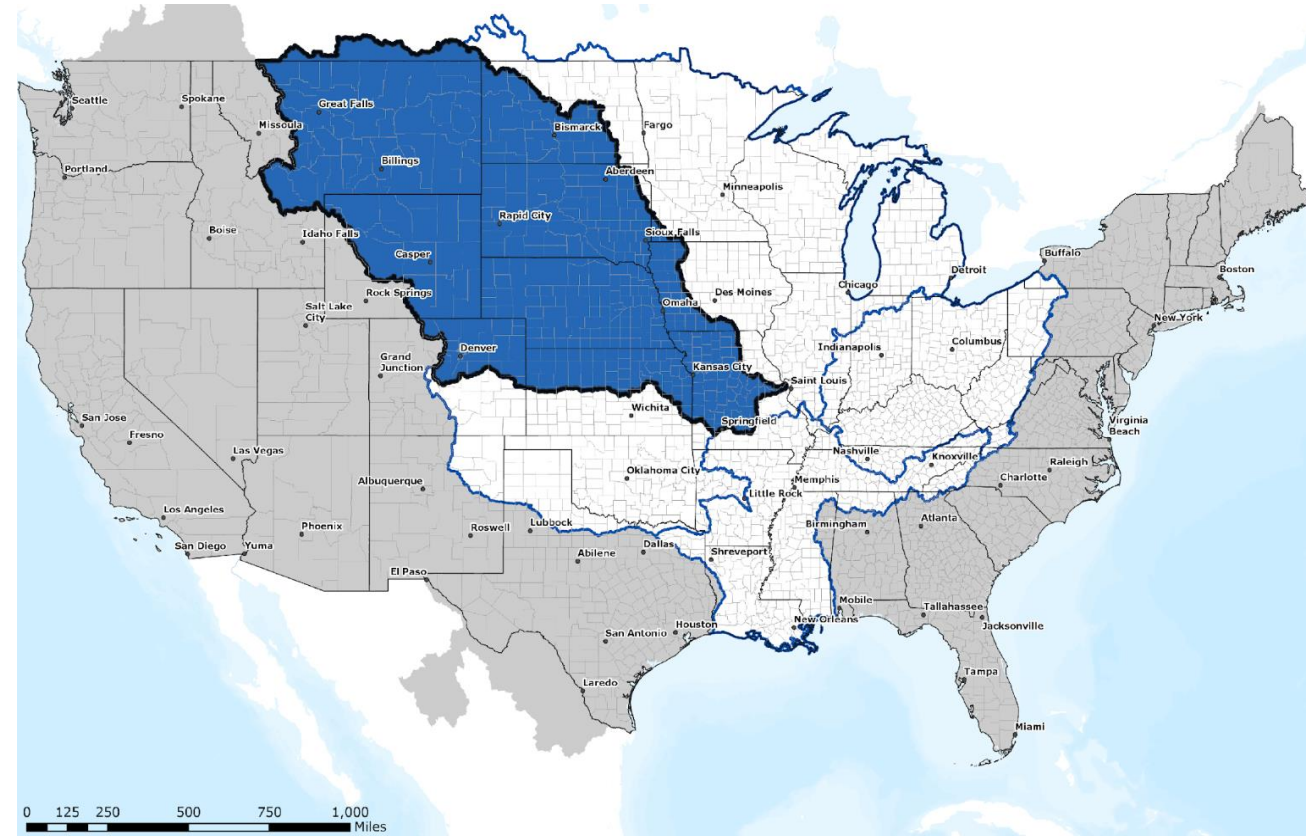 Seattle
Spokane
Great Falls
Missoula
Bismarck
Fargo
Portland
Billings
Aberdeen
Minneapolis
Rapid City
Boise
Idaho Falls
Sioux Falls
Casper
Buffalo
Detroit
Boston
Rock Springs
Chicago
Salt Lake
City
Omaha
Des Moines
New York
Denver
Indianapolis
Columbus
Grand
Junction
Kansas City
Saint Louis
San Jose
Wichita
Springfield
Virginia
Beach
Fresno
Las Vegas
Nashville
Knoxville
Raleigh
Oklahoma City
Charlotte
Albuquerque
Memphis
Little Rock
Los Angeles
Phoenix
Roswell
Lubbock
Birmingham
Atlanta
San Diego
Yuma
Dallas
Shreveport
Abilene
El Paso
Mobile
Tallahassee
New Orleans
Jacksonville
San Antonio
Houston
Laredo
Tampa
Miami
0 125 250 500 750 1,000
Miles